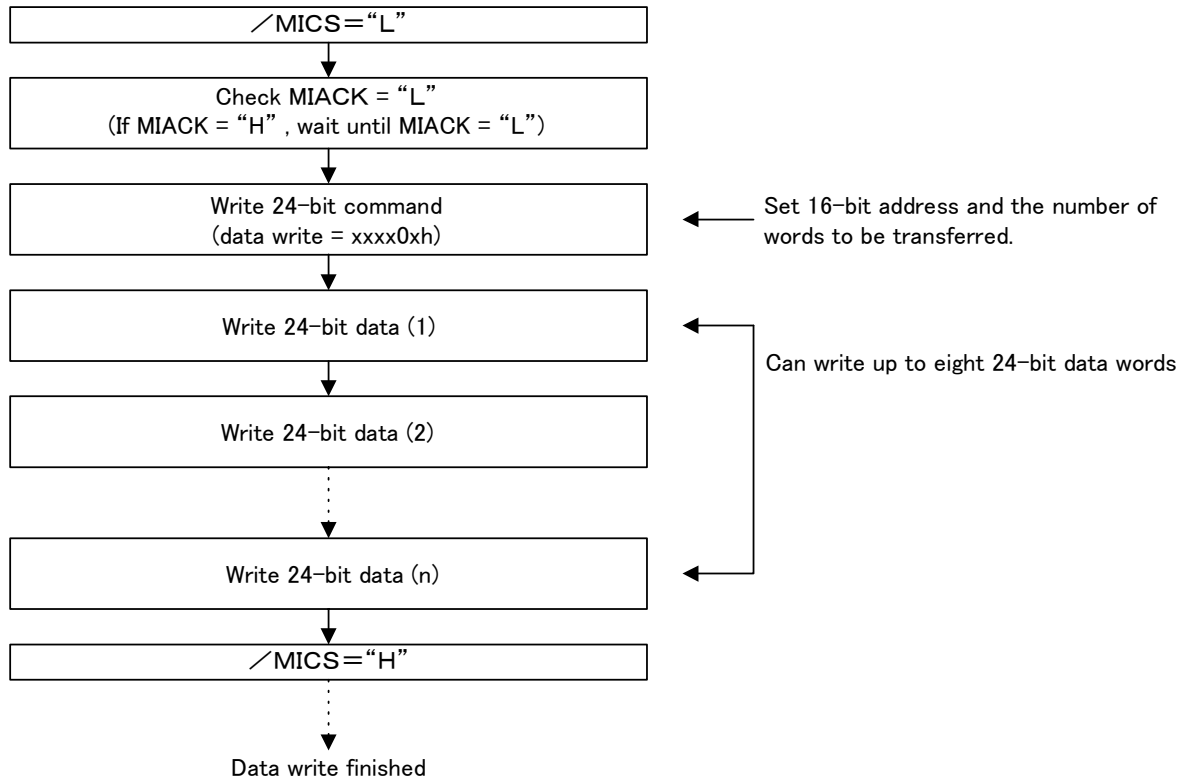 ／MICS＝“L”
Check MIACK = “L”
(If MIACK = “H” , wait until MIACK = “L”)
Write 24-bit command
(data write = xxxx0xh)
Set 16-bit address and the number of
words to be transferred.
Write 24-bit data (1)
Can write up to eight 24-bit data words
Write 24-bit data (2)
Write 24-bit data (n)
／MICS＝“H”
Data write finished